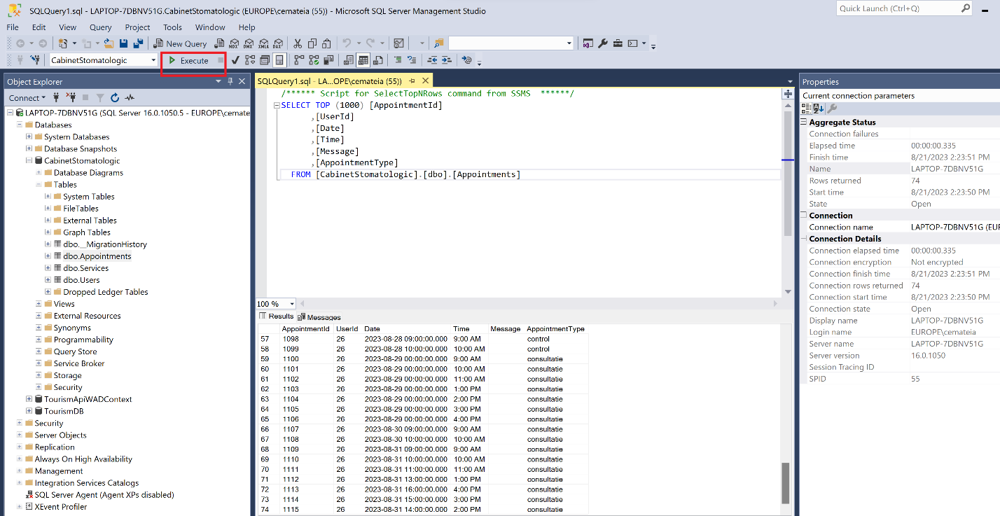 SQLQuery1.sql - LAPTOP-7DBNV51G.CabinetStomatologic (EUROPE\cemateia (55)) - Microsoft SQL Server Management Studio
Quick Launch (Ctrl+Q)
File Edit View Query Project Tools Window Help
New Query MDX DMX XMLA DAX
CabinetStomatologic Execute
Object Explorer
Connect
LAPTOP-7DBNV51G (SQL Server 16.0.1050.5 - EUROPE\cemate
Databases
System Databases
Database Snapshots
CabinetStomatologic
Database Diagrams
Tables
System Tables
FileTables
External Tables
Graph Tables
dbo.__MigrationHistory
dbo.Appointments
dbo.Services
dbo.Users
Dropped Ledger Tables
Views
External Resources
Synonyms
Programmability
Query Store
Service Broker
Storage
Security
TourismApiWADContext
TourismDB
Security
Server Objects
Replication
Always On High Availability
Management
Integration Services Catalogs
SQL Server Agent (Agent XPs disabled)
XEvent Profiler
SQLQuery1.sql - LA...OPE\cemateia (55))
/****** Script for SelectTopNRows command from SSMS ******/
SELECT TOP (1000) [AppointmentId]
,[UserId]
,[Date]
,[Time]
,[Message]
,[AppointmentType]
FROM [CabinetStomatologic].[dbo].[Appointments]
100 %
Results Messages
AppointmentId UserId Date Time Message AppointmentType
57 1098 26 2023-08-28 09:00:00.000 9:00 AM control
58 1099 26 2023-08-28 10:00:00.000 10:00 AM control
59 1100 26 2023-08-29 00:00:00.000 9:00 AM consultatie
60 1101 26 2023-08-29 00:00:00.000 10:00 AM consultatie
61 1102 26 2023-08-29 00:00:00.000 11:00 AM consultatie
62 1103 26 2023-08-29 00:00:00.000 1:00 PM consultatie
63 1104 26 2023-08-29 00:00:00.000 2:00 PM consultatie
64 1105 26 2023-08-29 00:00:00.000 3:00 PM consultatie
65 1106 26 2023-08-29 00:00:00.000 4:00 PM consultatie
66 1107 26 2023-08-30 09:00:00.000 9:00 AM consultatie
67 1108 26 2023-08-30 10:00:00.000 10:00 AM consultatie
68 1109 26 2023-08-31 09:00:00.000 9:00 AM consultatie
69 1110 26 2023-08-31 10:00:00.000 10:00 AM consultatie
70 1111 26 2023-08-31 11:00:00.000 11:00 AM consultatie
71 1112 26 2023-08-31 13:00:00.000 1:00 PM consultatie
72 1113 26 2023-08-31 16:00:00.000 4:00 PM consultatie
73 1114 26 2023-08-31 15:00:00.000 3:00 PM consultatie
74 1115 26 2023-08-31 14:00:00.000 2:00 PM consultatie
Properties
Current connection parameters
Aggregate Status
Connection failures
Elapsed time 00:00:00.335
Finish time 8/21/2023 2:23:51 PM
Name LAPTOP-7DBNV51G
Rows returned 74
Start time 8/21/2023 2:23:50 PM
State Open
Connection
Connection name LAPTOP-7DBNV51G (EUR
Connection Details
Connection elapsed time 00:00:00.335
Connection encryption Not encrypted
Connection finish time 8/21/2023 2:23:51 PM
Connection rows returned 74
Connection start time 8/21/2023 2:23:50 PM
Connection state Open
Display name LAPTOP-7DBNV51G
Login name EUROPE\cemateia
Server name LAPTOP-7DBNV51G
Server version 16.0.1050
Session Tracing ID
SPID 55